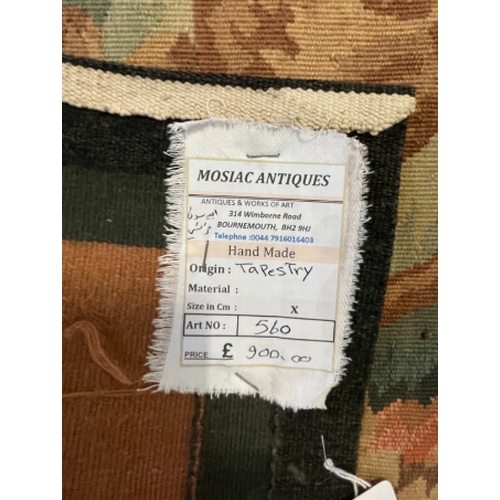 MOSIAC ANTIQUES
ANTIQUES & WORKS OF ART
314 Wimborne Road
BOURNEMOUTH, BH2 9HJ
Telephne :0044 7916016403
Hand Made
Origin : TaPesTry
Material :
Size in Cm : x
Art NO : 560
PRICE £ 900.00